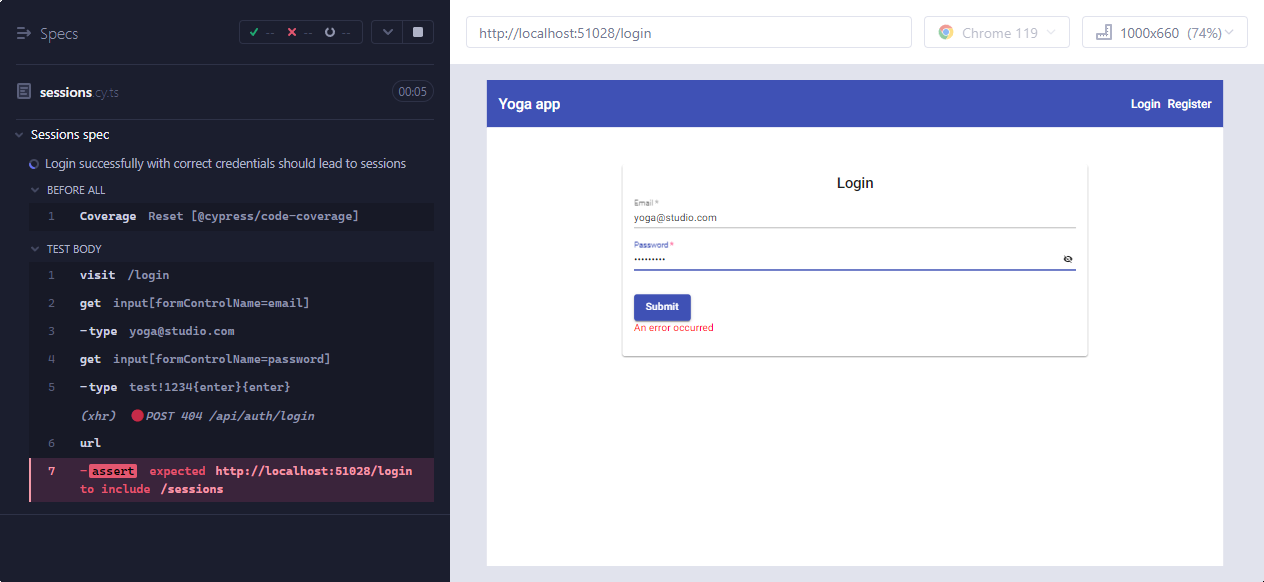 Specs
-- -- --
sessions.cy.ts 00:05
Sessions spec
Login successfully with correct credentials should lead to sessions
BEFORE ALL
1 Coverage Reset [@cypress/code-coverage]
TEST BODY
1 visit /login
2 get input[formControlName=email]
3 -type yoga@studio.com
4 get input[formControlName=password]
5 -type test!1234{enter}{enter}
(xhr) POST 404 /api/auth/login
6 url
7 -assert expected http://localhost:51028/login
to include /sessions
http://localhost:51028/login
Chrome 119
1000x660 (74%)
Yoga app
Login Register
Login
Email *
yoga@studio.com
Password *
•••••••••
Submit
An error occurred